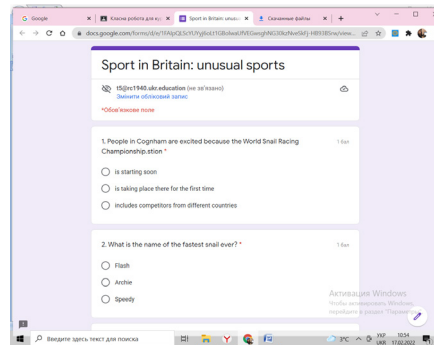 Google
Класна робота для ку
Sport in Britain: unusu
Скачанные файлы
docs.google.com/forms/d/e/
Sport in Britain: unusual sports
t5@rc1940.ukr.education (не зв'язано)
Змінити обліковий запис
*Обов'язкове поле
1. People in Cognham are excited because the World Snail Racing
Championship.stion *
1 бал
is starting soon
is taking place there for the first time
includes competitors from different countries
2. What is the name of the fastest snail ever? *
1 бал
Flash
Archie
Speedy
Активация Windows
Чтобы активировать Windows,
перейдите в раздел "Параметры
Введите здесь текст для поиска
3°C
УКР
UKR
10:54
17.02.2022